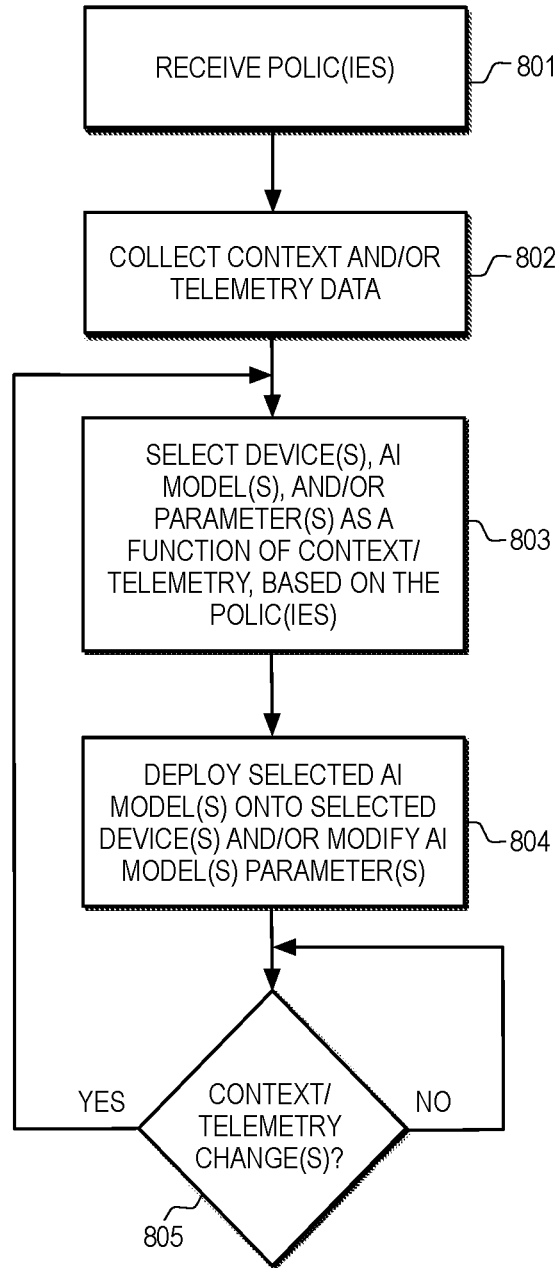 RECEIVE POLIC(IES)
801
COLLECT CONTEXT AND/OR
TELEMETRY DATA
802
SELECT DEVICE(S), AI
MODEL(S), AND/OR
PARAMETER(S) AS A
FUNCTION OF CONTEXT/
TELEMETRY, BASED ON THE
POLIC(IES)
803
DEPLOY SELECTED AI
MODEL(S) ONTO SELECTED
DEVICE(S) AND/OR MODIFY AI
MODEL(S) PARAMETER(S)
804
YES
CONTEXT/
TELEMETRY
CHANGE(S)?
NO
805